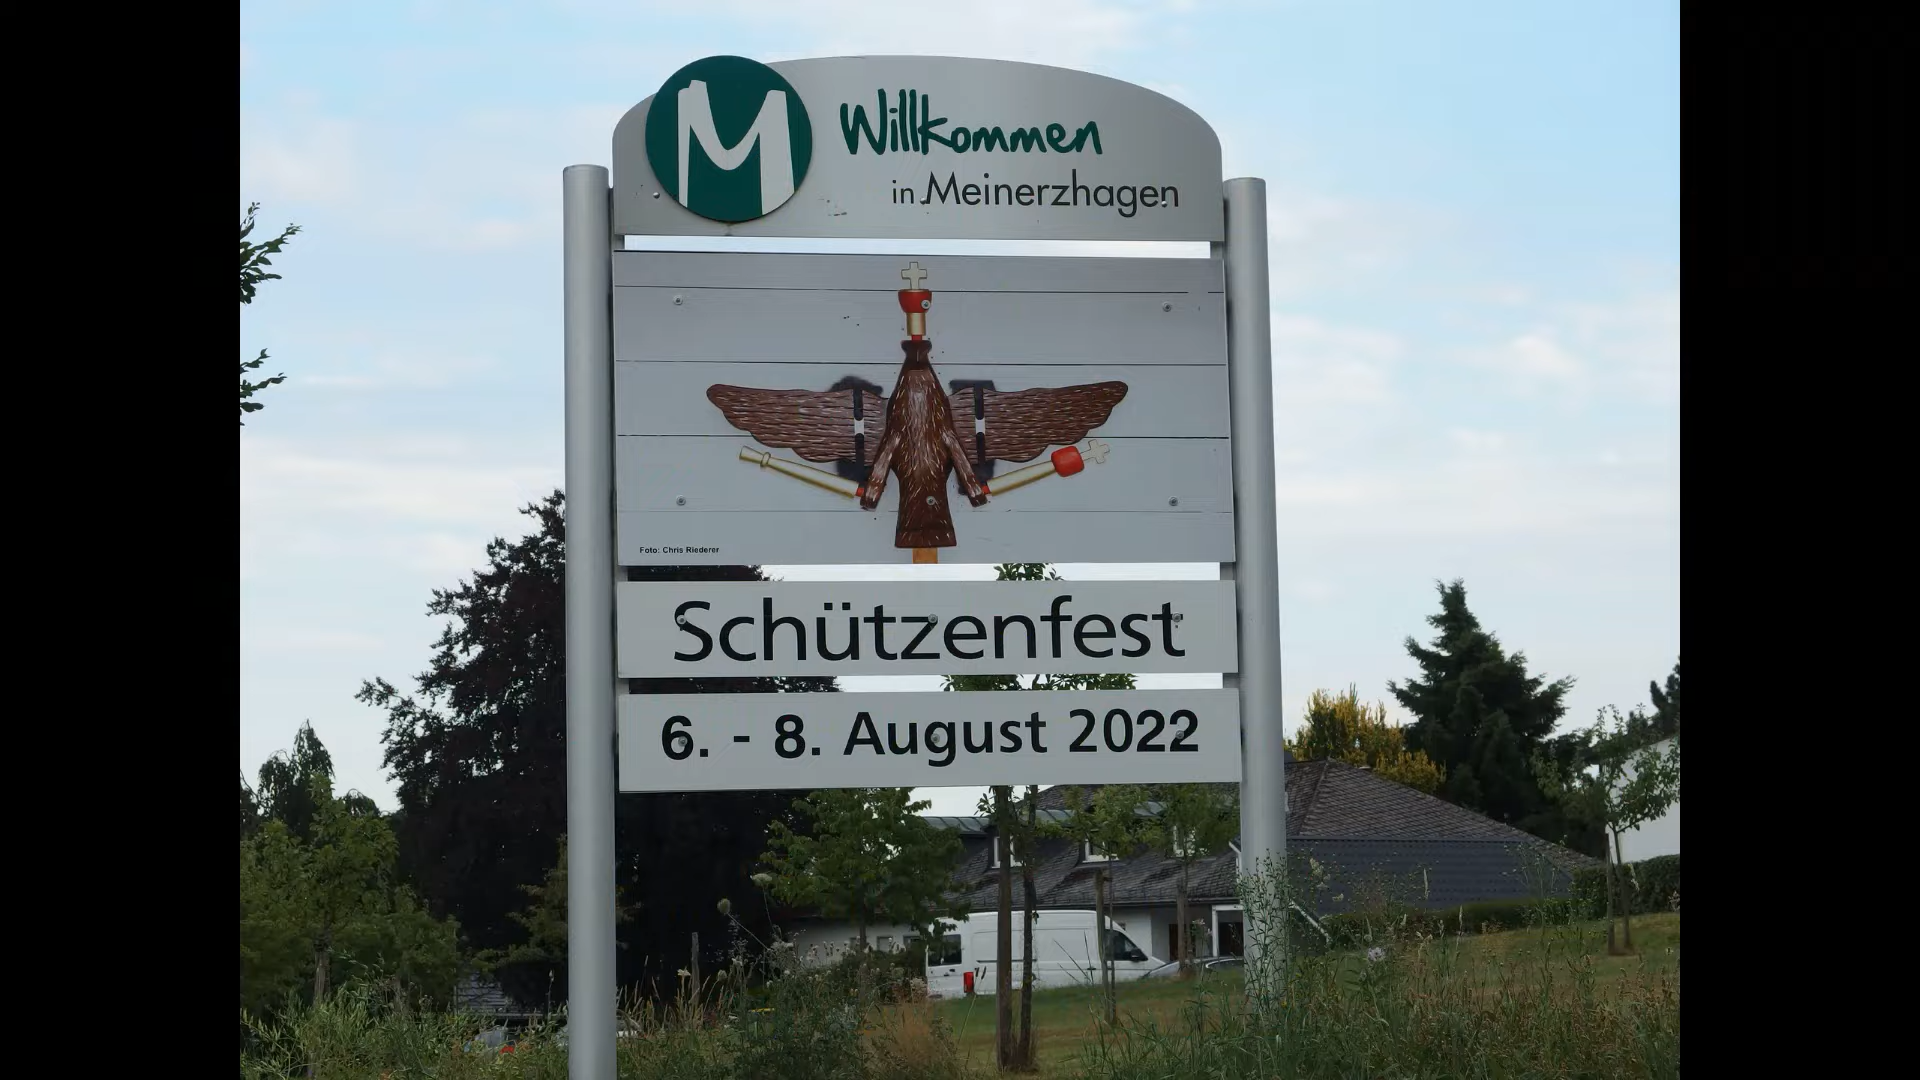 M
Willkommen
in Meinerzhagen
Foto: Chris Riederer
Schützenfest
6. - 8. August 2022